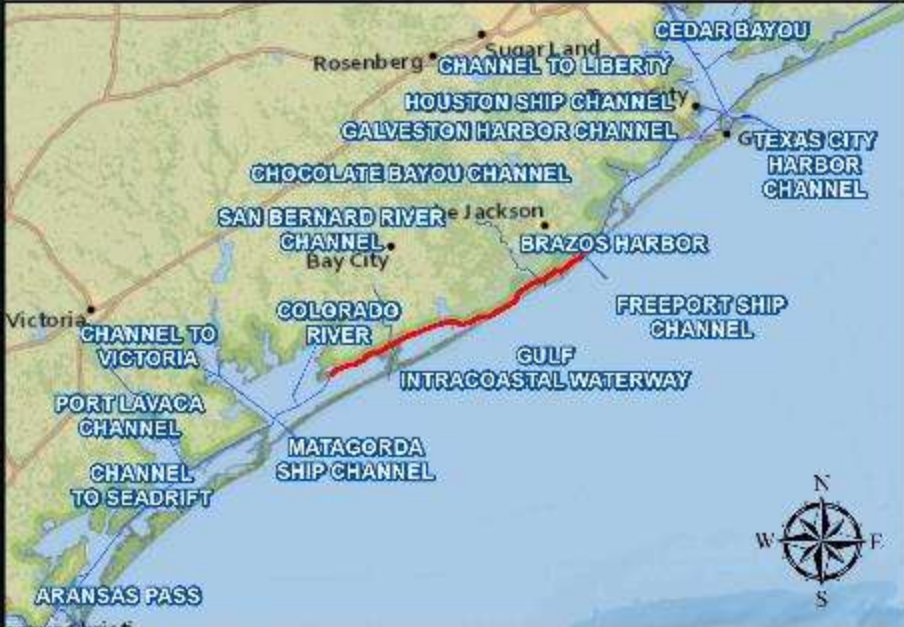 CEDAR BAYOU
Sugar Land
Rosenberg
CHANNEL TO LIBERTY
HOUSTON SHIP CHANNEL
GALVESTON HARBOR CHANNEL
TEXAS CITY
HARBOR
CHANNEL
CHOCOLATE BAYOU CHANNEL
SAN BERNARD RIVER
CHANNEL
Jackson
BRAZOS HARBOR
Bay City
COLORADO
RIVER
FREEPORT SHIP
CHANNEL
Victoria
CHANNEL TO
VICTORIA
GULF
INTRACOASTAL WATERWAY
PORT LAVACA
CHANNEL
MATAGORDA
SHIP CHANNEL
CHANNEL
TO SEADRIFT
N
W E
S
ARANSAS PASS